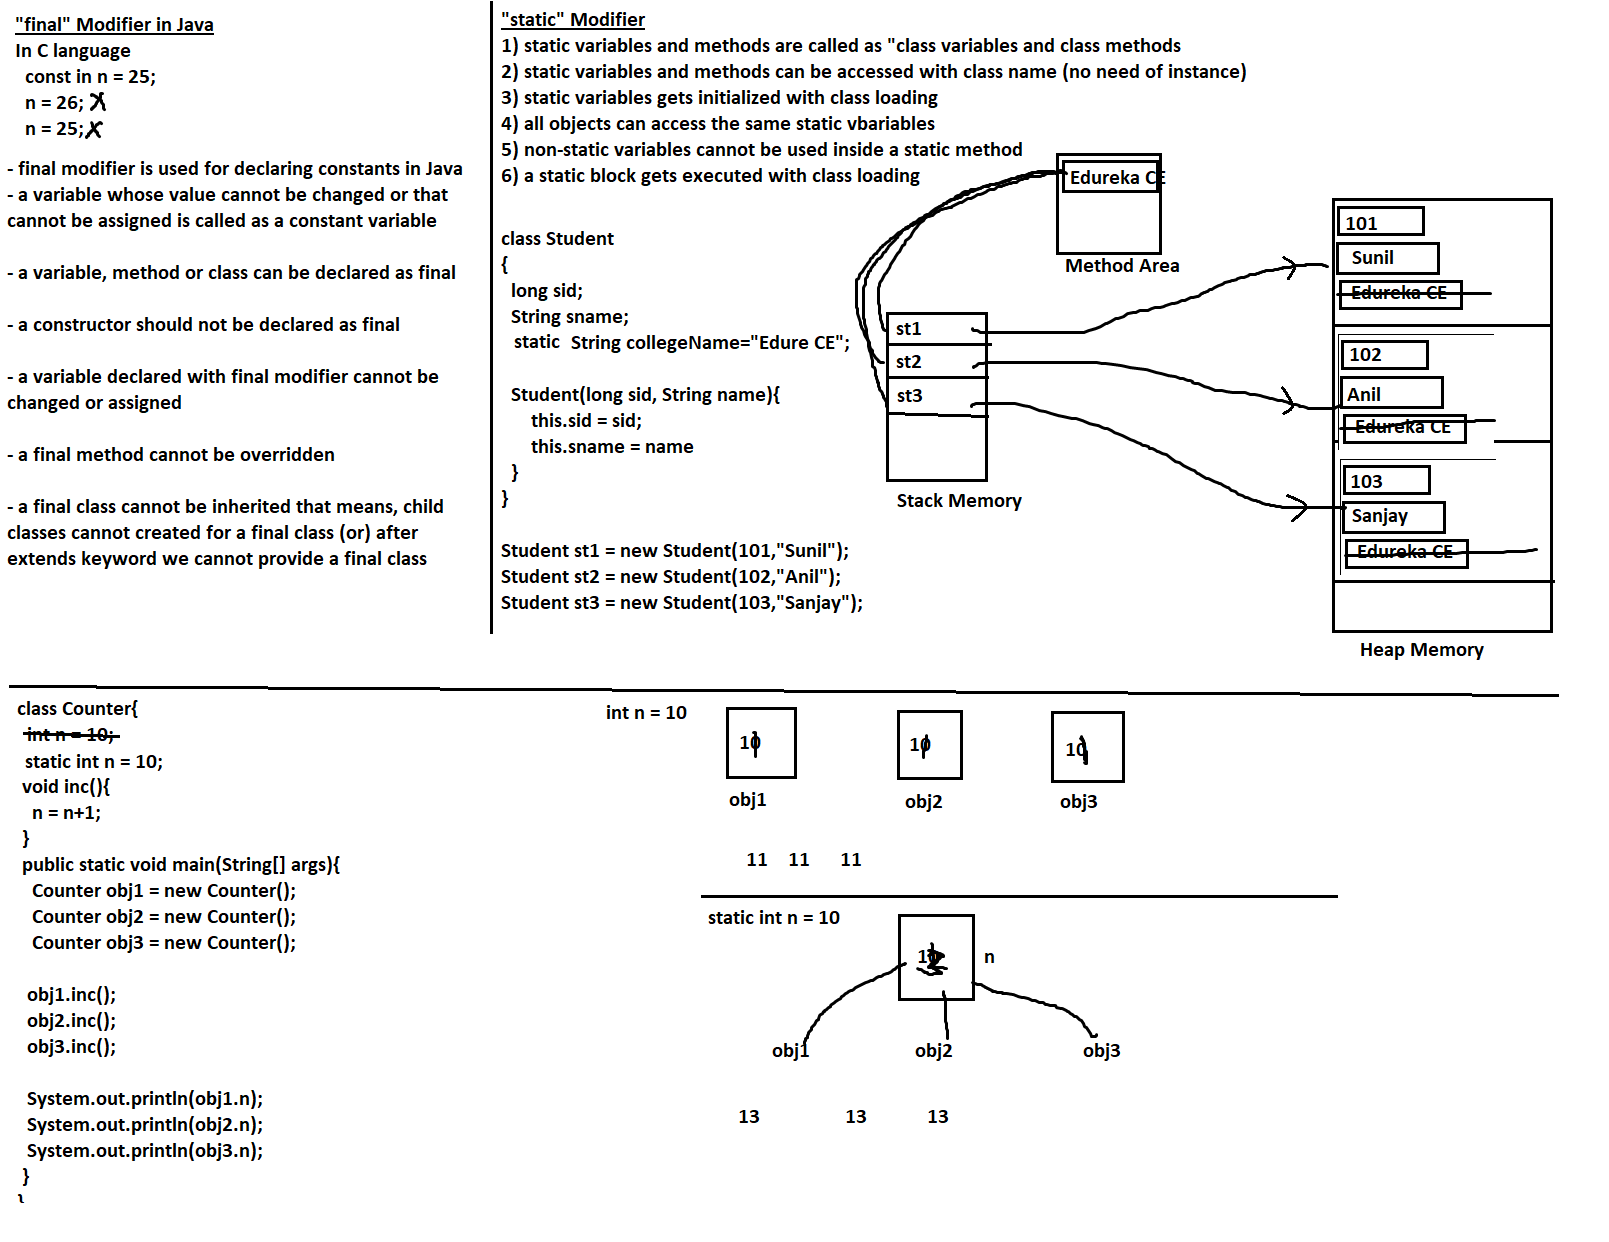 "final" Modifier in Java
In C language
const in n = 25;
n = 26; X
n = 25; X
- final modifier is used for declaring constants in Java
- a variable whose value cannot be changed or that
cannot be assigned is called as a constant variable
- a variable, method or class can be declared as final
- a constructor should not be declared as final
- a variable declared with final modifier cannot be
changed or assigned
- a final method cannot be overridden
- a final class cannot be inherited that means, child
classes cannot created for a final class (or) after
extends keyword we cannot provide a final class
"static" Modifier
1) static variables and methods are called as "class variables and class methods
2) static variables and methods can be accessed with class name (no need of instance)
3) static variables gets initialized with class loading
4) all objects can access the same static vbariables
5) non-static variables cannot be used inside a static method
6) a static block gets executed with class loading
class Student
{
long sid;
String sname;
static String collegeName="Edure CE";
Student(long sid, String name){
this.sid = sid;
this.sname = name
}
}
Student st1 = new Student(101,"Sunil");
Student st2 = new Student(102,"Anil");
Student st3 = new Student(103,"Sanjay");
Edureka CE
Method Area
st1
st2
st3
Stack Memory
101
Sunil
Edureka CE
102
Anil
Edureka CE
103
Sanjay
Edureka CE
Heap Memory
class Counter{
int n = 10;
static int n = 10;
void inc(){
n = n+1;
}
public static void main(String[] args){
Counter obj1 = new Counter();
Counter obj2 = new Counter();
Counter obj3 = new Counter();
obj1.inc();
obj2.inc();
obj3.inc();
System.out.println(obj1.n);
System.out.println(obj2.n);
System.out.println(obj3.n);
}
}
int n = 10
10 10 10
obj1 obj2 obj3
11 11 11
static int n = 10
n
obj1 obj2 obj3
13 13 13